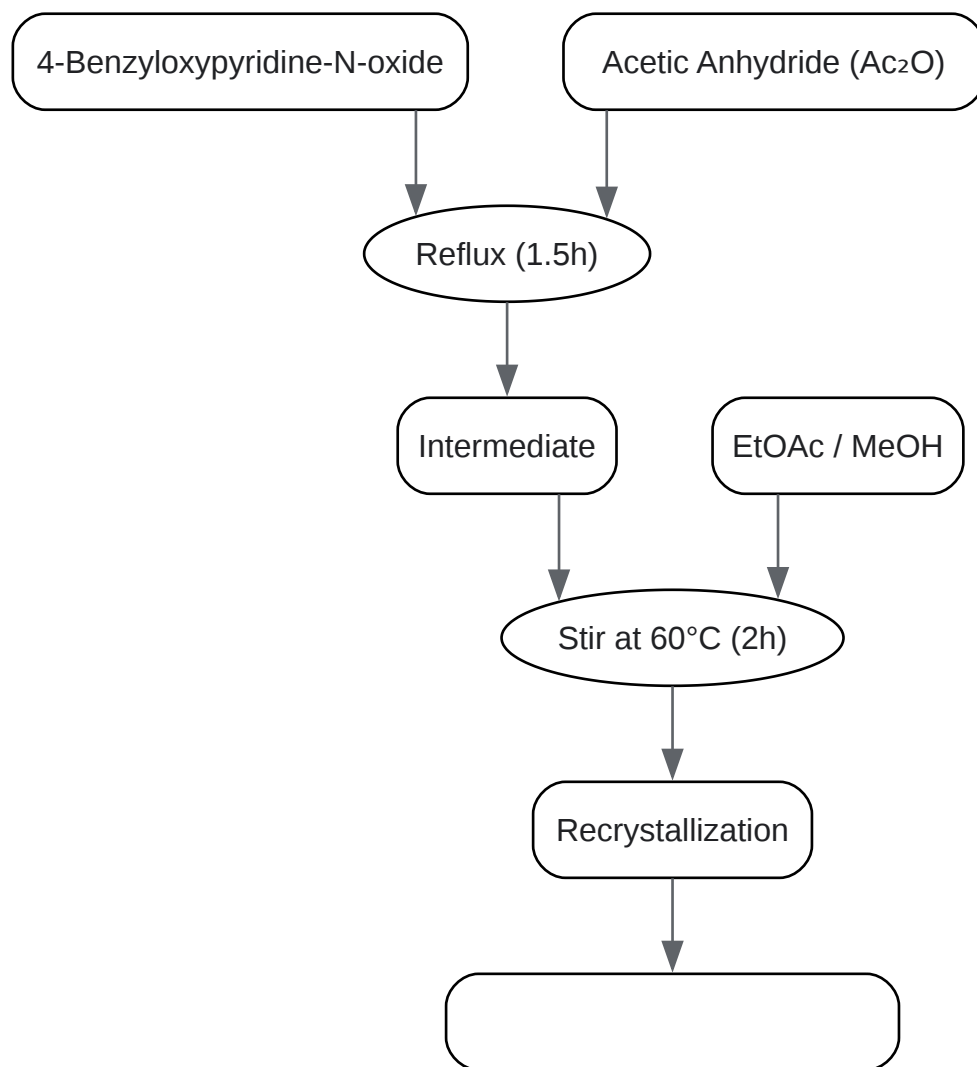 4-Benzyloxypyridine-N-oxide
Acetic Anhydride (Ac₂O)
Reflux (1.5h)
Intermediate
EtOAc / MeOH
Stir at 60°C (2h)
Recrystallization